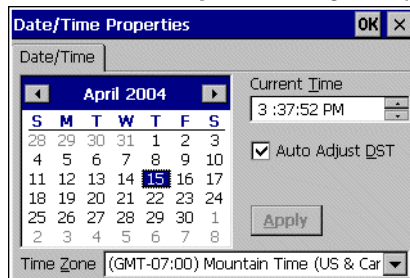 Date/Time Properties OK ×
Date/Time
April 2004
S M T W T F S
28 29 30 31 1 2 3
4 5 6 7 8 9 10
11 12 13 14 15 16 17
18 19 20 21 22 23 24
25 26 27 28 29 30 1
2 3 4 5 6 7 8
Current Time
3 :37:52 PM
Auto Adjust DST
Apply
Time Zone (GMT-07:00) Mountain Time (US & Car